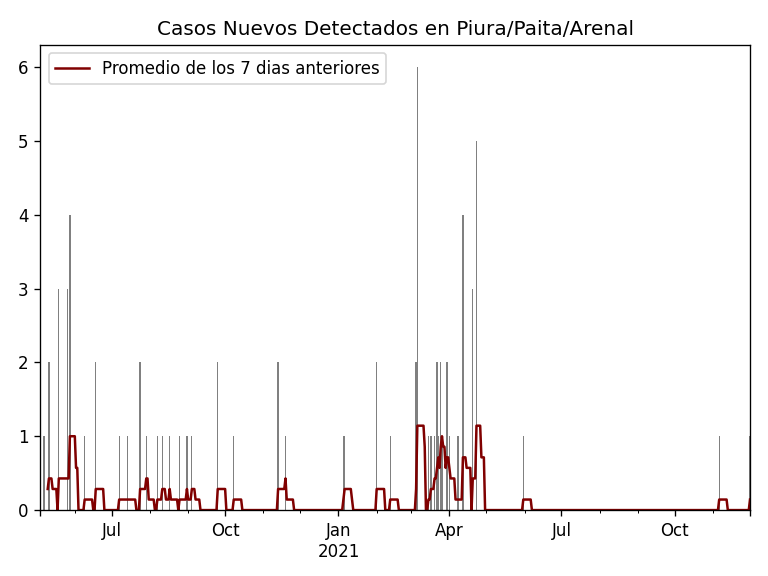 Casos Nuevos Detectados en Piura/Paita/Arenal
Promedio de los 7 dias anteriores
6
5
4
3
2
1
0
Jul Oct Jan Apr Jul Oct
2021